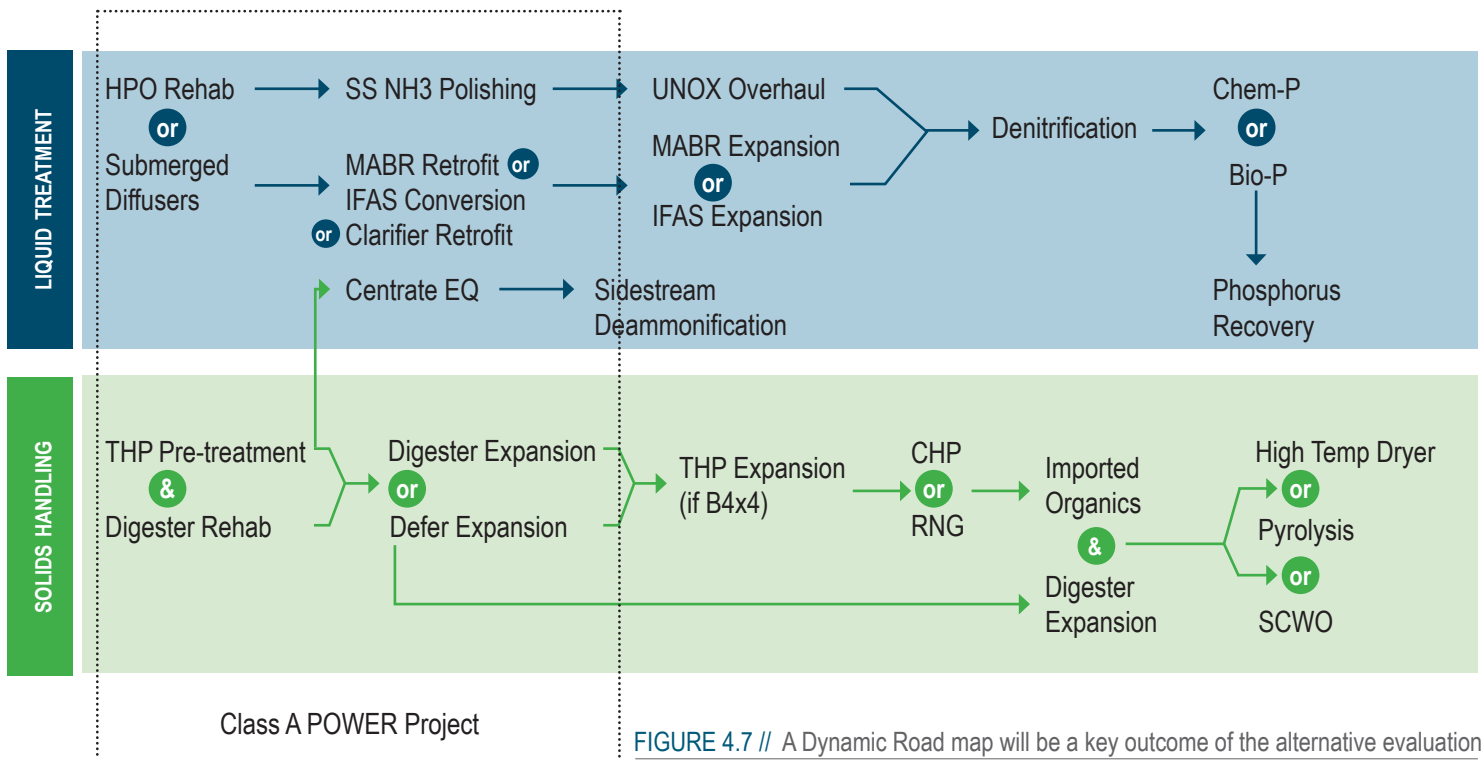 LIQUID TREATMENT
HPO Rehab
or
Submerged
Diffusers
SS NH3 Polishing
MABR Retrofit or
IFAS Conversion
or Clarifier Retrofit
Centrate EQ
UNOX Overhaul
MABR Expansion
or
IFAS Expansion
Sidestream
Deammonification
Denitrification
Chem-P
or
Bio-P
Phosphorus
Recovery
SOLIDS HANDLING
THP Pre-treatment
&
Digester Rehab
Digester Expansion
or
Defer Expansion
THP Expansion
(if B4x4)
CHP
or
RNG
Imported
Organics
&
Digester
Expansion
High Temp Dryer
or
Pyrolysis
or
SCWO
Class A POWER Project
FIGURE 4.7 // A Dynamic Road map will be a key outcome of the alternative evaluation